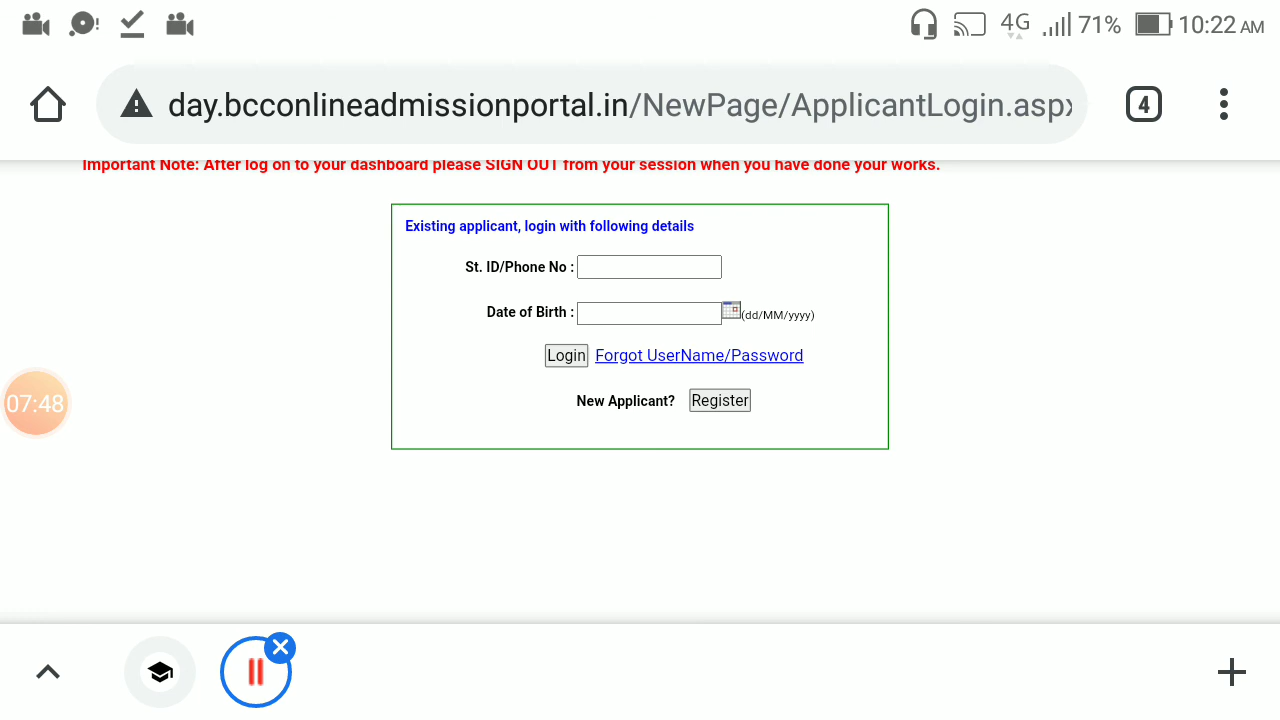 4G 71% 10:22 AM
day.bcconlineadmissionportal.in/NewPage/ApplicantLogin.aspx
4
Important Note: After log on to your dashboard please SIGN OUT from your session when you have done your works.
Existing applicant, login with following details
St. ID/Phone No :
Date of Birth : (dd/MM/yyyy)
Login Forgot UserName/Password
07:48
New Applicant? Register